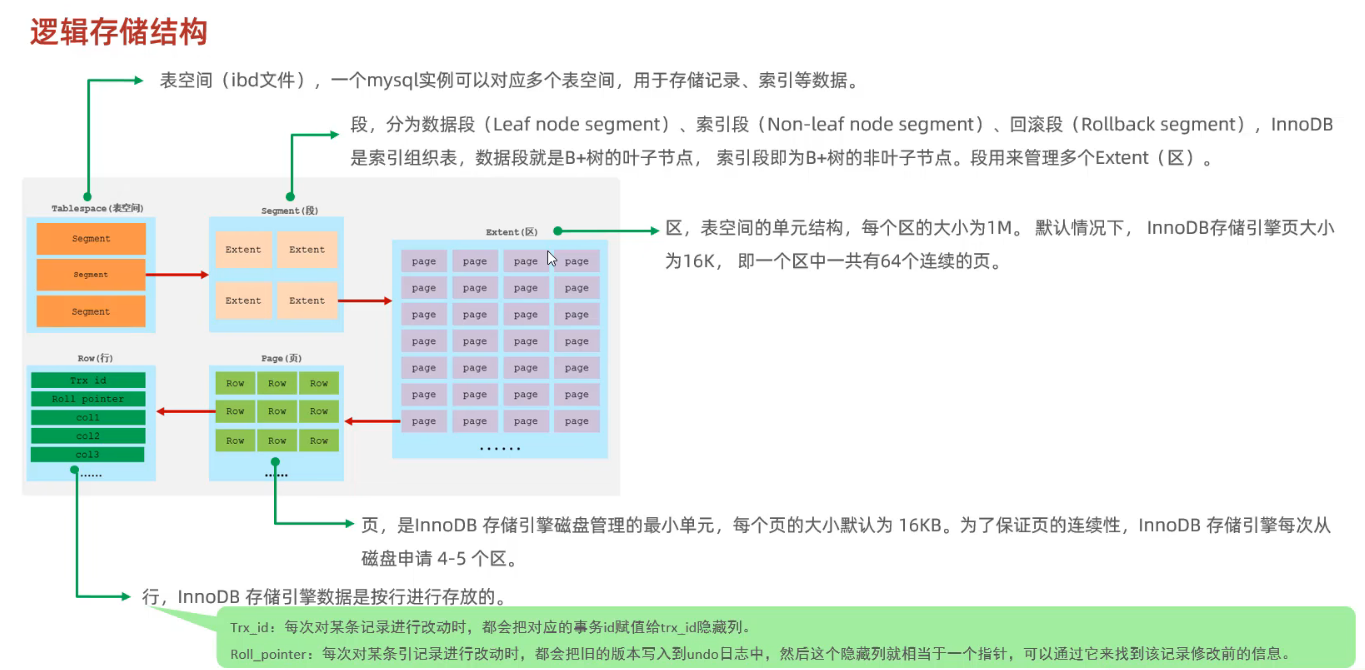 逻辑存储结构
表空间（ibd文件），一个mysql实例可以对应多个表空间，用于存储记录、索引等数据。
段，分为数据段（Leaf node segment）、索引段（Non-leaf node segment）、回滚段（Rollback segment），InnoDB
是索引组织表，数据段就是B+树的叶子节点， 索引段即为B+树的非叶子节点。段用来管理多个Extent（区）。
Tablespace(表空间)
Segment
Segment
Segment
Segment(段)
Extent Extent
Extent Extent
Extent(区)
page page page page
page page page page
page page page page
page page page page
page page page page
page page page page
page page page page
......
区，表空间的单元结构，每个区的大小为1M。 默认情况下， InnoDB存储引擎页大小
为16K， 即一个区中一共有64个连续的页。
Row(行)
Trx id
Roll pointer
col1
col2
col3
......
Page(页)
Row Row Row
Row Row Row
Row Row Row
......
页，是InnoDB 存储引擎磁盘管理的最小单元，每个页的大小默认为 16KB。为了保证页的连续性，InnoDB 存储引擎每次从
磁盘申请 4-5 个区。
行，InnoDB 存储引擎数据是按行进行存放的。
Trx_id：每次对某条记录进行改动时，都会把对应的事务id赋值给trx_id隐藏列。
Roll_pointer：每次对某条引记录进行改动时，都会把旧的版本写入到undo日志中，然后这个隐藏列就相当于一个指针，可以通过它来找到该记录修改前的信息。